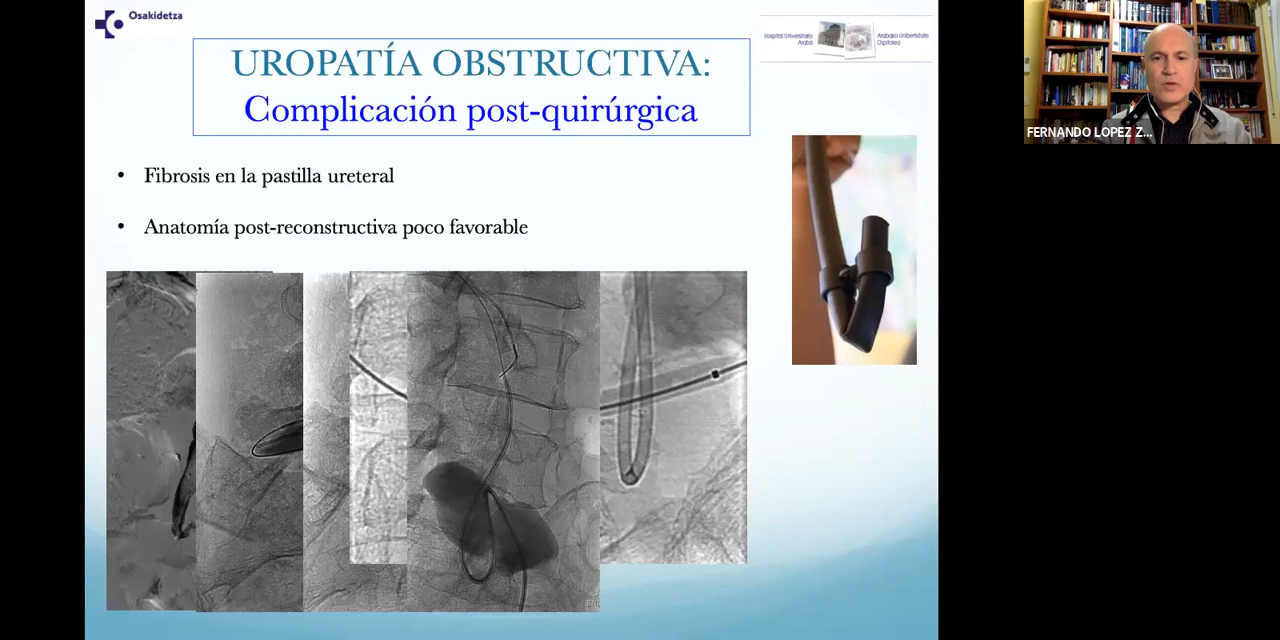 Osakidetza
Hospital Universitario
Araba
Arabako Unibertsitate
Ospitalea
UROPATÍA OBSTRUCTIVA:
Complicación post-quirúrgica
FERNANDO LOPEZ Z...
• Fibrosis en la pastilla ureteral
• Anatomía post-reconstructiva poco favorable